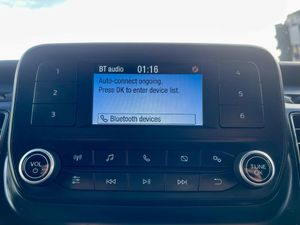 BT audio 01:16
Auto-connect ongoing.
Press OK to enter device list.
Bluetooth devices
1
2
3
4
5
6
VOL
TUNE
OK